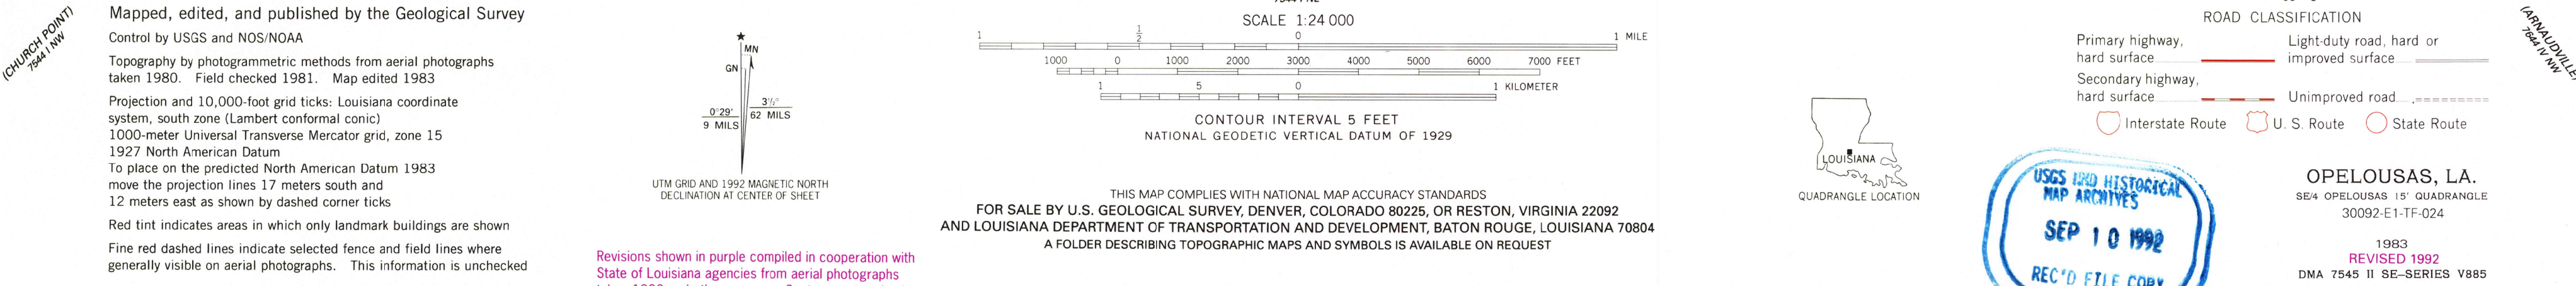 (CHURCH POINT)
7544 I NW
Mapped, edited, and published by the Geological Survey
Control by USGS and NOS/NOAA
Topography by photogrammetric methods from aerial photographs
taken 1980. Field checked 1981. Map edited 1983
Projection and 10,000-foot grid ticks: Louisiana coordinate
system, south zone (Lambert conformal conic)
1000-meter Universal Transverse Mercator grid, zone 15
1927 North American Datum
To place on the predicted North American Datum 1983
move the projection lines 17 meters south and
12 meters east as shown by dashed corner ticks
Red tint indicates areas in which only landmark buildings are shown
Fine red dashed lines indicate selected fence and field lines where
generally visible on aerial photographs. This information is unchecked
★
MN
GN
0°29'
9 MILS
3½°
62 MILS
UTM GRID AND 1992 MAGNETIC NORTH
DECLINATION AT CENTER OF SHEET
Revisions shown in purple compiled in cooperation with
State of Louisiana agencies from aerial photographs
SCALE 1:24 000
1 ½ 0 1 MILE
1000 0 1000 2000 3000 4000 5000 6000 7000 FEET
1 5 0 1 KILOMETER
CONTOUR INTERVAL 5 FEET
NATIONAL GEODETIC VERTICAL DATUM OF 1929
THIS MAP COMPLIES WITH NATIONAL MAP ACCURACY STANDARDS
FOR SALE BY U.S. GEOLOGICAL SURVEY, DENVER, COLORADO 80225, OR RESTON, VIRGINIA 22092
AND LOUISIANA DEPARTMENT OF TRANSPORTATION AND DEVELOPMENT, BATON ROUGE, LOUISIANA 70804
A FOLDER DESCRIBING TOPOGRAPHIC MAPS AND SYMBOLS IS AVAILABLE ON REQUEST
LOUISIANA
QUADRANGLE LOCATION
ROAD CLASSIFICATION
Primary highway,
hard surface
Light-duty road, hard or
improved surface
Secondary highway,
hard surface
Unimproved road
Interstate Route U. S. Route State Route
USGS NMD HISTORICAL
MAP ARCHIVES
SEP 10 1992
REC'D FILE COPY
OPELOUSAS, LA.
SE/4 OPELOUSAS 15' QUADRANGLE
30092-E1-TF-024
1983
REVISED 1992
DMA 7545 II SE–SERIES V885
(ARNAUDVILLE)
7644 IV NW